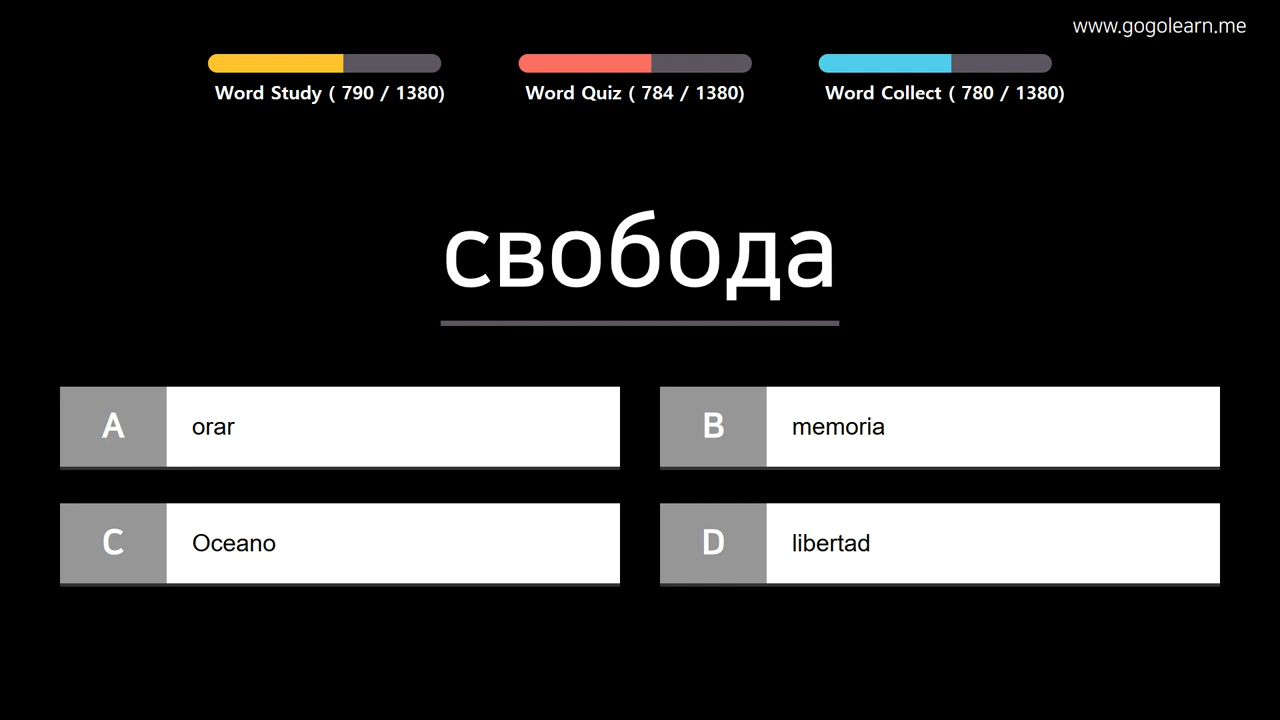 www.gogolearn.me
Word Study ( 790 / 1380)
Word Quiz ( 784 / 1380)
Word Collect ( 780 / 1380)
свобода
A orar
B memoria
C Oceano
D libertad